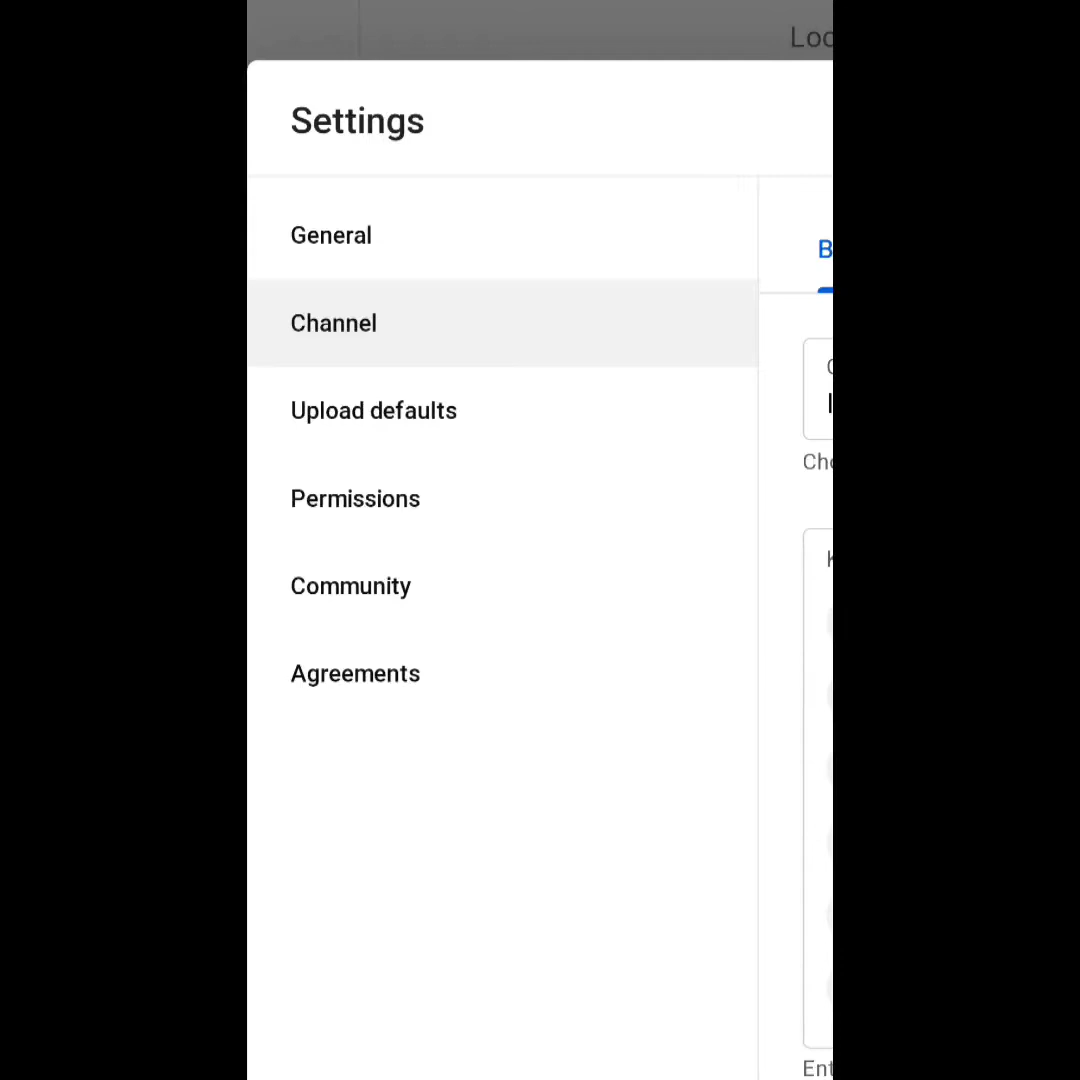 Settings
General
Channel
Upload defaults
Permissions
Community
Agreements